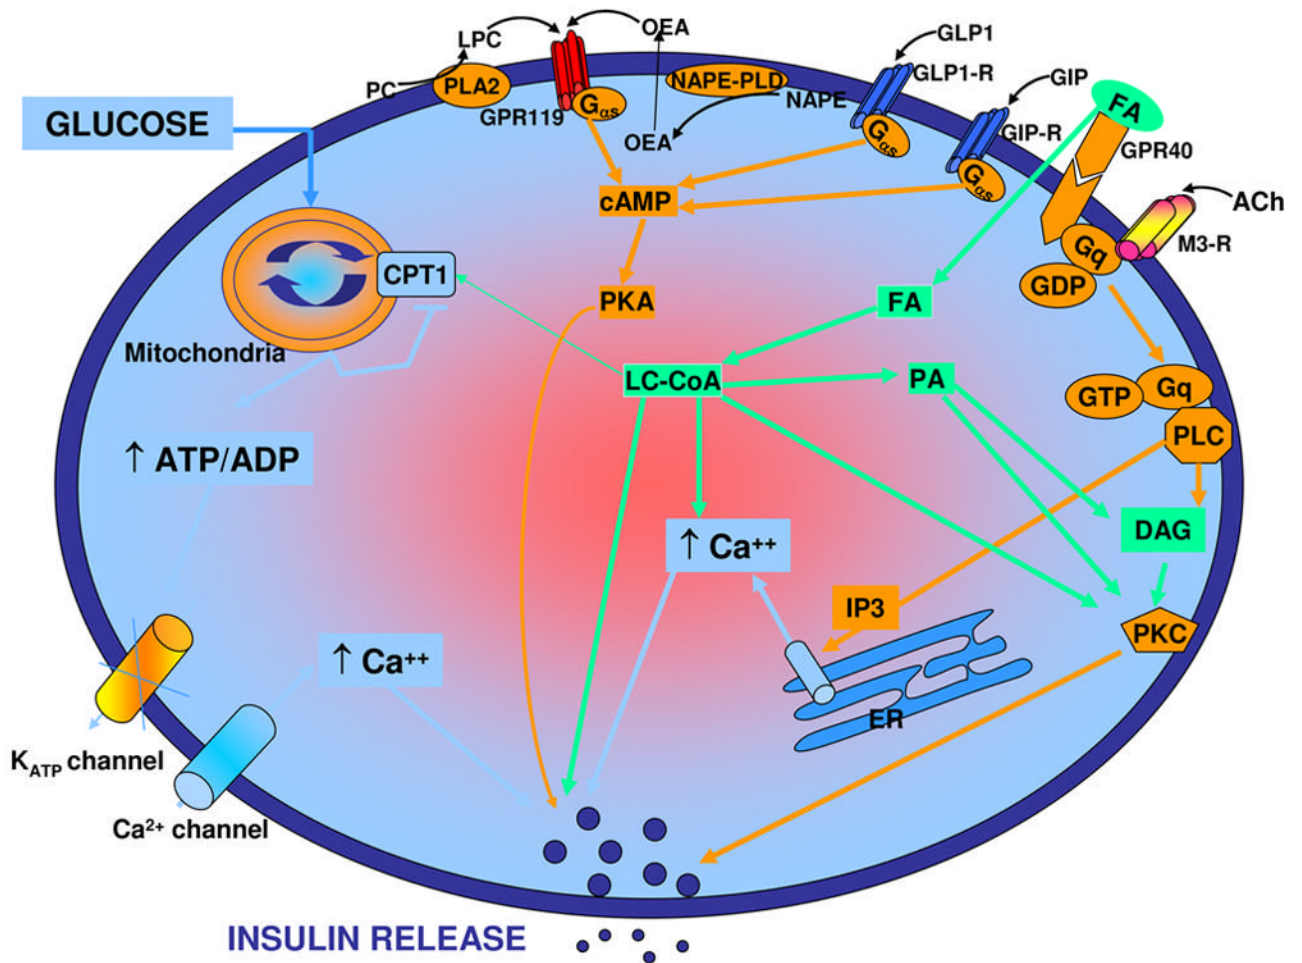 OEA
GLP1
LPC
GLP1-R
GIP
PC
PLA2
NAPE-PLD
NAPE
FA
GPR119
Gαs
GLUCOSE
OEA
Gαs
GIP-R
GPR40
Gαs
cAMP
ACh
M3-R
Gq
CPT1
GDP
PKA
FA
Mitochondria
LC-CoA
PA
GTP
Gq
PLC
↑ ATP/ADP
DAG
↑ Ca++
IP3
PKC
↑ Ca++
ER
KATP channel
Ca2+ channel
INSULIN RELEASE